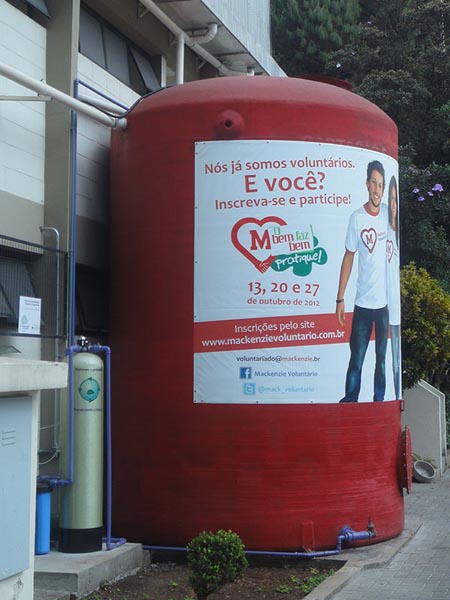 Nós já somos voluntários.
E você?
Inscreva-se e participe!
M
O
bem faz
bem!
pratique!
13, 20 e 27
de outubro de 2012
Inscrições pelo site
www.mackenzie.com.br
voluntariado@mackenzie.br
Mackenzie Voluntário
@mack_voluntario